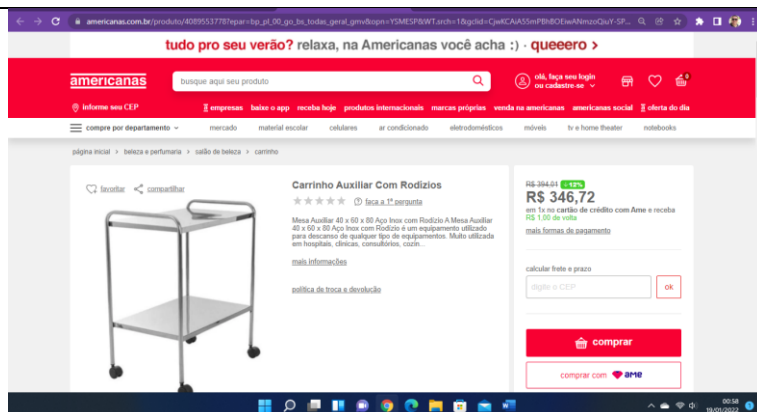 americanas.com.br/produto/4089553778?epar=bp_pl_00_go_bs_todas_geral_gmv&opn=YSMESP&WT.srch=1&gclid=CjwKCAiA55mPBhBOEiwANmzoQiuY-SP...
tudo pro seu verão? relaxa, na Americanas você acha :) · queeero >
americanas
busque aqui seu produto
olá, faça seu login
ou cadastre-se
0
informe seu CEP
empresas baixe o app receba hoje produtos internacionais marcas próprias venda na americanas americanas social oferta do dia
compre por departamento mercado material escolar celulares ar condicionado eletrodomésticos móveis tv e home theater notebooks
página inicial > beleza e perfumaria > salão de beleza > carrinho
favoritar compartilhar
Carrinho Auxiliar Com Rodízios
faça a 1ª pergunta
Mesa Auxiliar 40 x 60 x 80 Aço Inox com Rodízio A Mesa Auxiliar
40 x 60 x 80 Aço Inox com Rodízio é um equipamento utilizado
para descanso de qualquer tipo de equipamentos. Muito utilizada
em hospitais, clínicas, consultórios, cozin...
mais informações
política de troca e devolução
R$ 394,01 12%
R$ 346,72
em 1x no cartão de crédito com Ame e receba
R$ 1,00 de volta
mais formas de pagamento
calcular frete e prazo
digite o CEP ok
comprar
comprar com ame
00:58
19/01/2022